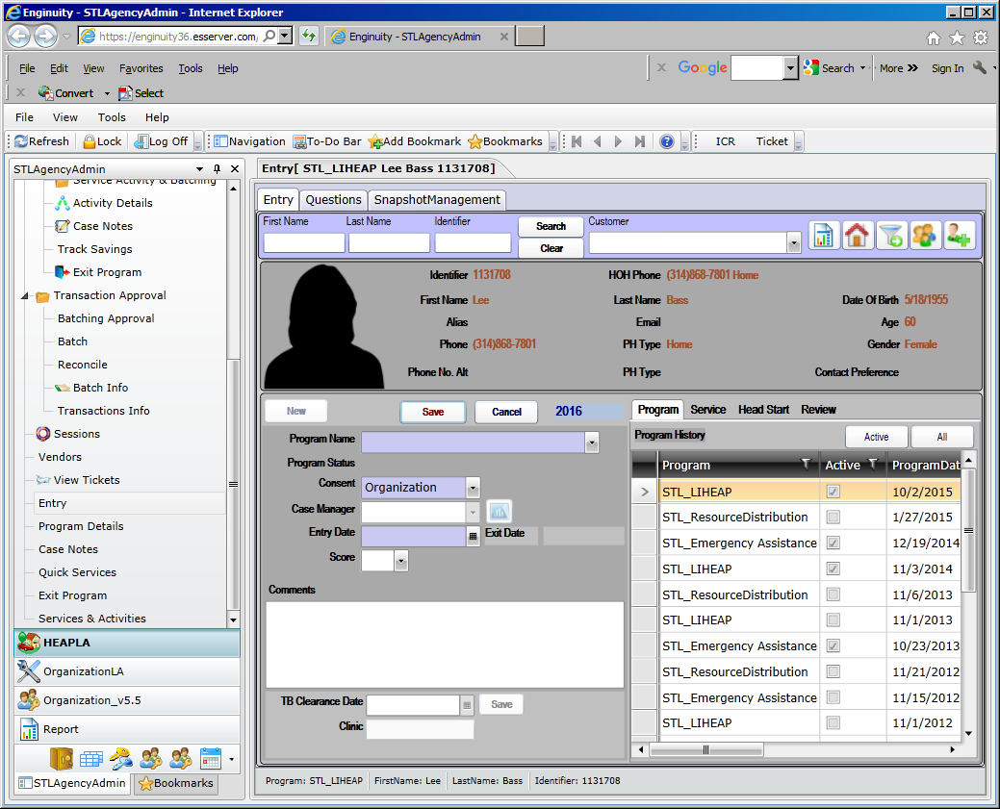 Enginuity - STLAgencyAdmin - Internet Explorer
https://enginuity36.esserver.com/
Enginuity - STLAgencyAdmin
File Edit View Favorites Tools Help
Google Search More Sign In
Convert Select
File View Tools Help
Refresh Lock Log Off Navigation To-Do Bar Add Bookmark Bookmarks ICR Ticket
STLAgencyAdmin
Service Activity & Batching
Activity Details
Case Notes
Track Savings
Exit Program
Transaction Approval
Batching Approval
Batch
Reconcile
Batch Info
Transactions Info
Sessions
Vendors
View Tickets
Entry
Program Details
Case Notes
Quick Services
Exit Program
Services & Activities
HEAPLA
OrganizationLA
Organization_v5.5
Report
STLAgencyAdmin Bookmarks
Entry[ STL_LIHEAP Lee Bass 1131708]
Entry Questions SnapshotManagement
First Name Last Name Identifier Search Customer
Clear
Identifier 1131708 HOH Phone (314)868-7801 Home
First Name Lee Last Name Bass Date Of Birth 5/18/1955
Alias Email Age 60
Phone (314)868-7801 PH Type Home Gender Female
Phone No. Alt PH Type Contact Preference
New Save Cancel 2016
Program Name
Program Status
Consent Organization
Case Manager
Entry Date Exit Date
Score
Comments
TB Clearance Date Save
Clinic
Program Service Head Start Review
Program History Active All
Program Active ProgramDat
STL_LIHEAP 10/2/2015
STL_ResourceDistribution 1/27/2015
STL_Emergency Assistance 12/19/2014
STL_LIHEAP 11/3/2014
STL_ResourceDistribution 11/6/2013
STL_LIHEAP 11/1/2013
STL_Emergency Assistance 10/23/2013
STL_ResourceDistribution 11/21/2012
STL_Emergency Assistance 11/15/2012
STL_LIHEAP 11/1/2012
Program: STL_LIHEAP FirstName: Lee LastName: Bass Identifier: 1131708